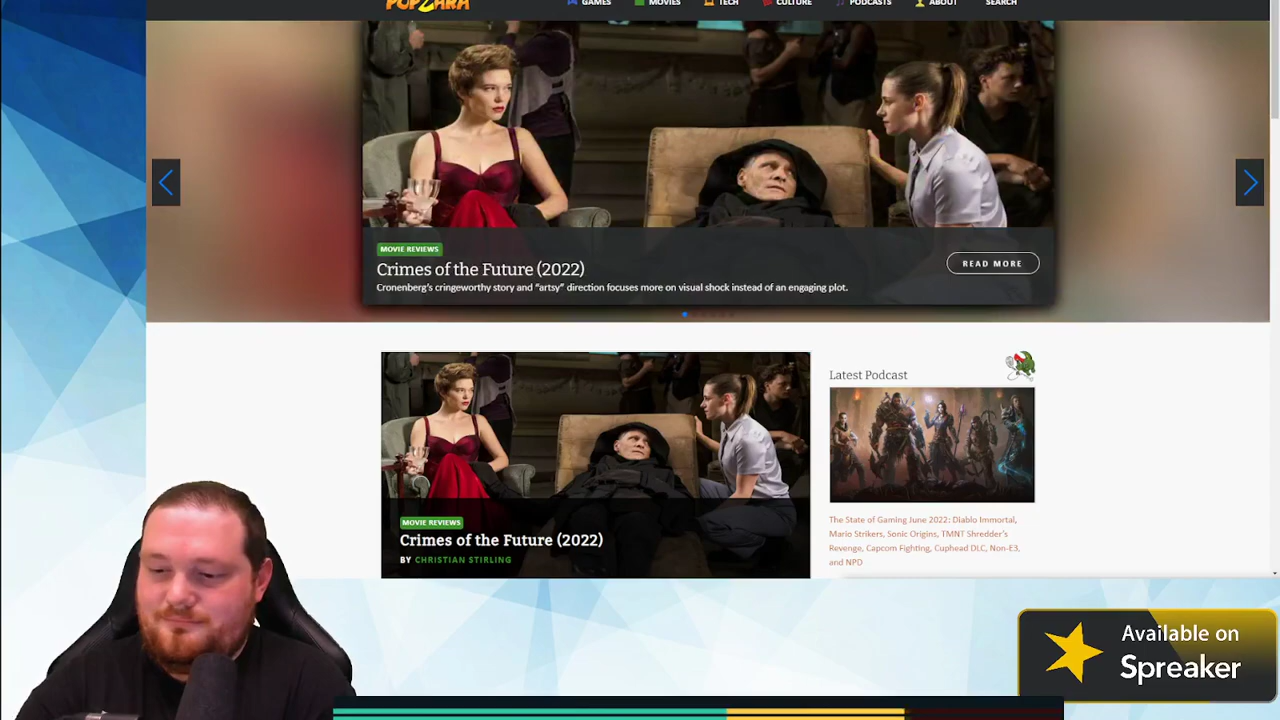 POPZARA
GAMES
MOVIES
TECH
CULTURE
PODCASTS
ABOUT
SEARCH
MOVIE REVIEWS
Crimes of the Future (2022)
READ MORE
Cronenberg's cringeworthy story and “artsy” direction focuses more on visual shock instead of an engaging plot.
MOVIE REVIEWS
Crimes of the Future (2022)
BY CHRISTIAN STIRLING
Latest Podcast
The State of Gaming June 2022: Diablo Immortal,
Mario Strikers, Sonic Origins, TMNT Shredder's
Revenge, Capcom Fighting, Cuphead DLC, Non-E3,
and NPD
Available on
Spreaker